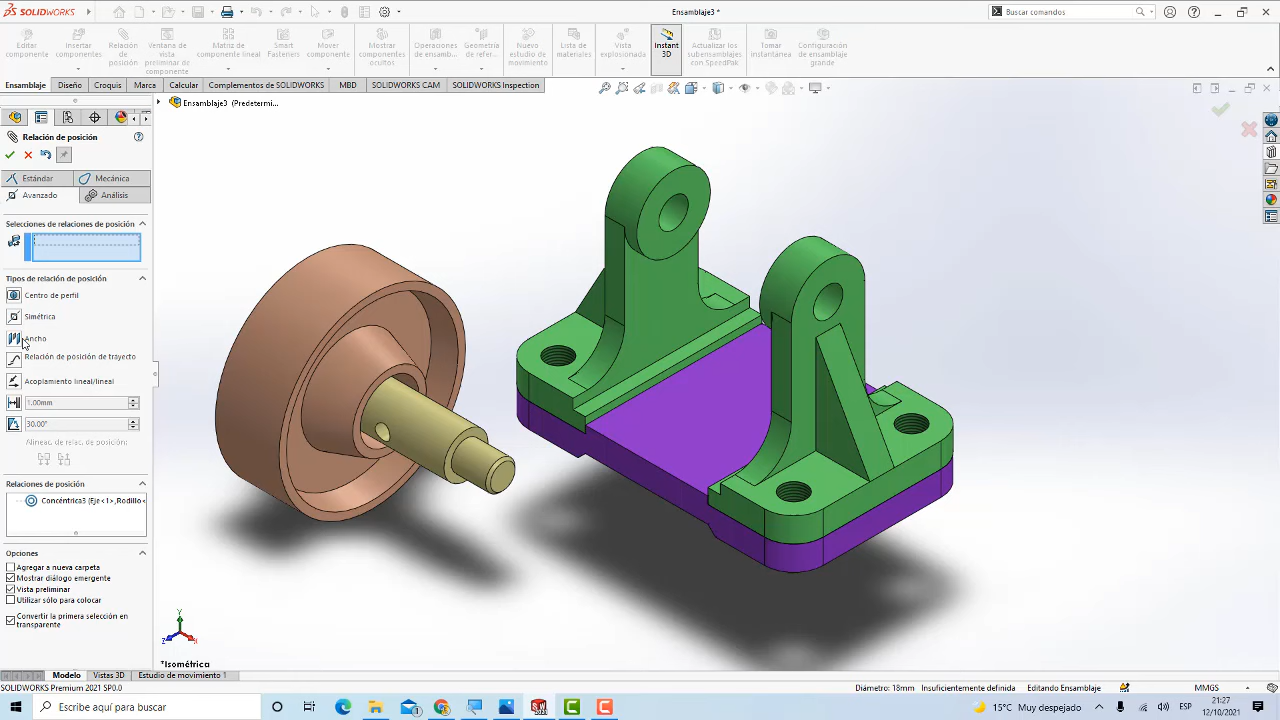 SOLIDWORKS
Ensamblaje3 *
Buscar comandos
Editar componente
Insertar componentes
Relación de posición
Ventana de vista preliminar de componente
Matriz de componente lineal
Smart Fasteners
Mover componente
Mostrar componentes ocultos
Operaciones de ensamb...
Geometría de refer...
Nuevo estudio de movimiento
Lista de materiales
Vista explosionada
Instant 3D
Actualizar los subensamblajes con SpeedPak
Tomar instantánea
Configuración de ensamblaje grande
Ensamblaje
Diseño
Croquis
Marca
Calcular
Complementos de SOLIDWORKS
MBD
SOLIDWORKS CAM
SOLIDWORKS Inspection
Ensamblaje3 (Predetermi...
Relación de posición
Estándar
Mecánica
Avanzado
Análisis
Selecciones de relaciones de posición
Tipos de relación de posición
Centro de perfil
Simétrica
Ancho
Relación de posición de trayecto
Acoplamiento lineal/lineal
1.00mm
30.00°
Alineac. de relac. de posición:
Relaciones de posición
Concéntrica3 (Eje<1>,Rodillo<
Opciones
Agregar a nueva carpeta
Mostrar diálogo emergente
Vista preliminar
Utilizar sólo para colocar
Convertir la primera selección en
transparente
Y
Z
X
*Isométrica
Modelo
Vistas 3D
Estudio de movimiento 1
SOLIDWORKS Premium 2021 SP0.0
Diámetro: 18mm
Insuficientemente definida
Editando Ensamblaje
MMGS
Escribe aquí para buscar
15°C Muy despejado
ESP
21:27
12/10/2021